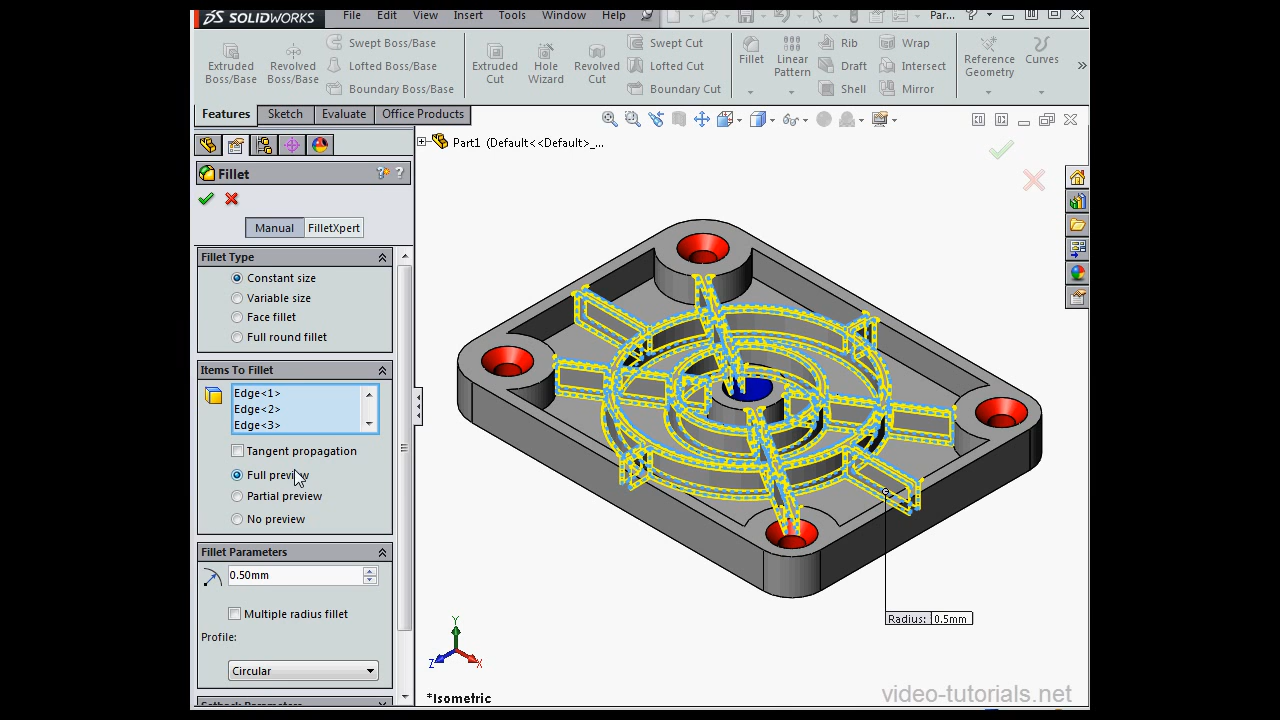 SOLIDWORKS File Edit View Insert Tools Window Help Par... ?
Extruded Boss/Base Revolved Boss/Base Swept Boss/Base Extruded Cut Hole Wizard Revolved Cut Swept Cut Fillet Linear Pattern Rib Wrap Reference Geometry Curves
Lofted Boss/Base Lofted Cut Draft Intersect
Boundary Boss/Base Boundary Cut Shell Mirror
Features Sketch Evaluate Office Products
Part1 (Default<<Default>_...
Fillet ? ?
Manual FilletXpert
Fillet Type
Constant size
Variable size
Face fillet
Full round fillet
Items To Fillet
Edge<1>
Edge<2>
Edge<3>
Tangent propagation
Full preview
Partial preview
No preview
Fillet Parameters
0.50mm
Multiple radius fillet
Profile:
Circular
Setback Parameters
Radius: 0.5mm
Y
Z X
*Isometric
video-tutorials.net